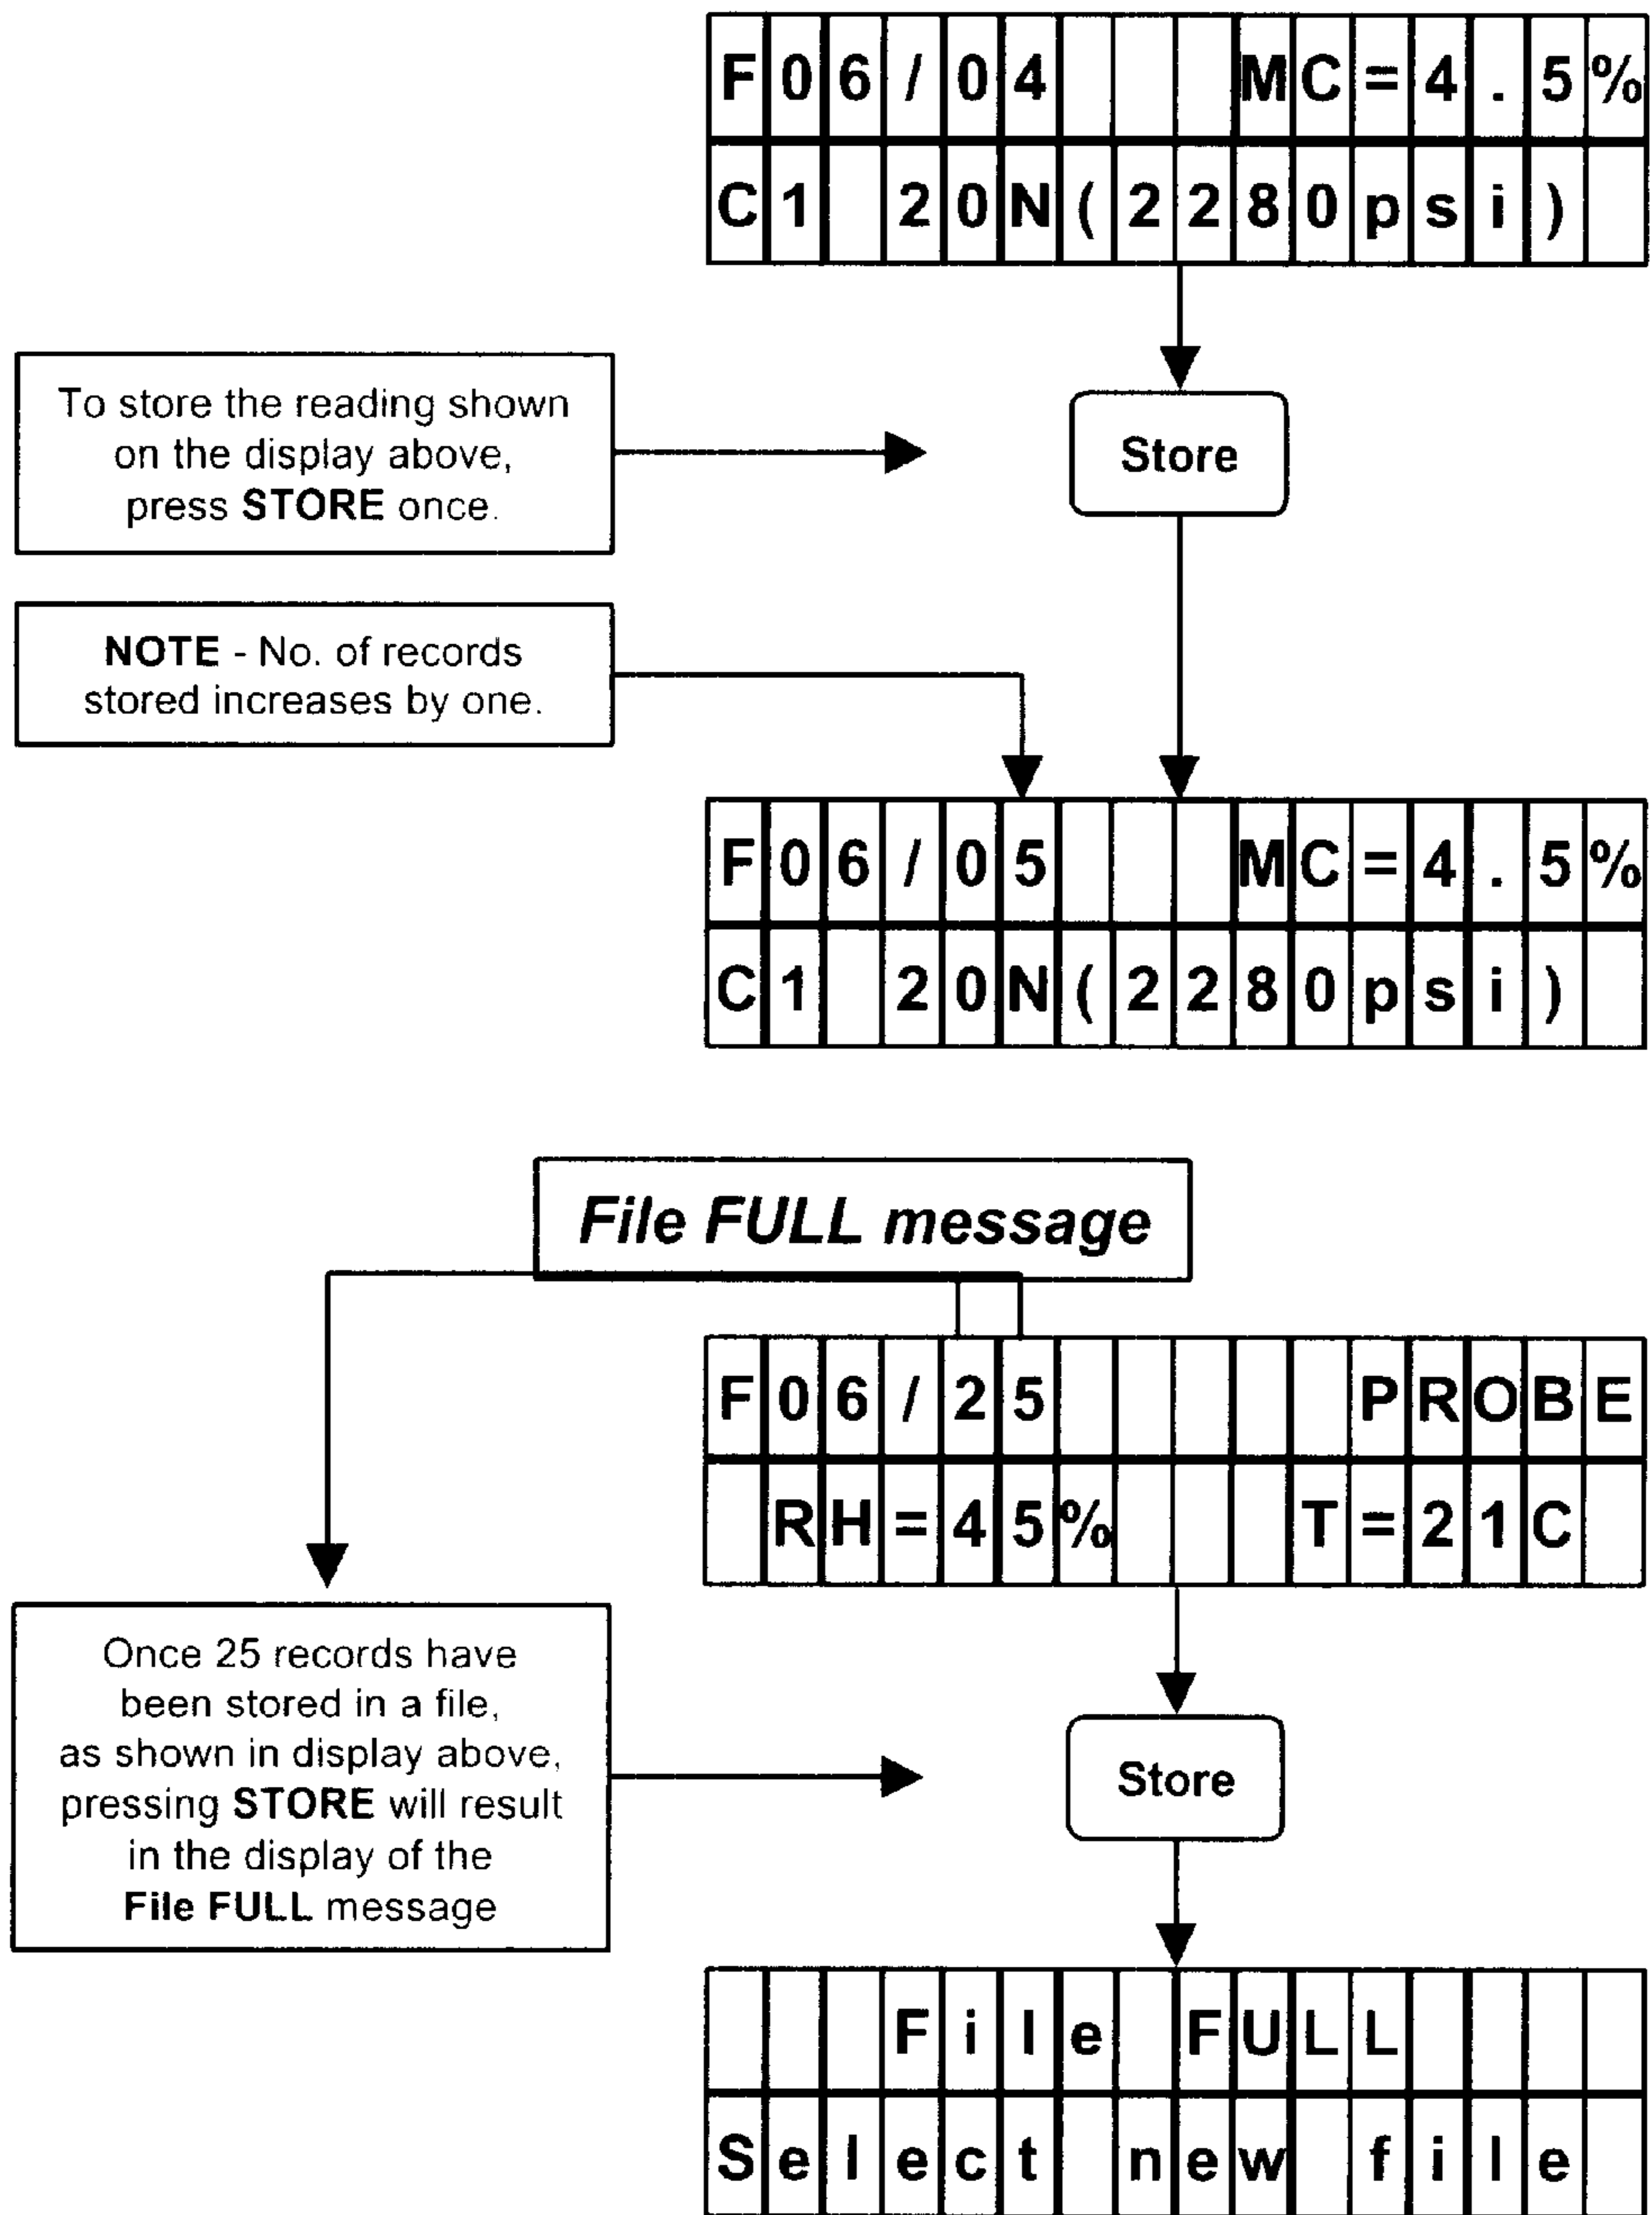 F06/04   MC=4.5%
C1 20N(2280psi)
To store the reading shown
on the display above,
press STORE once.
Store
NOTE - No. of records
stored increases by one.
F06/05   MC=4.5%
C1 20N(2280psi)
File FULL message
F06/25     PROBE
RH=45%   T=21C
Once 25 records have
been stored in a file,
as shown in display above,
pressing STORE will result
in the display of the
File FULL message
Store
File FULL
Select new file